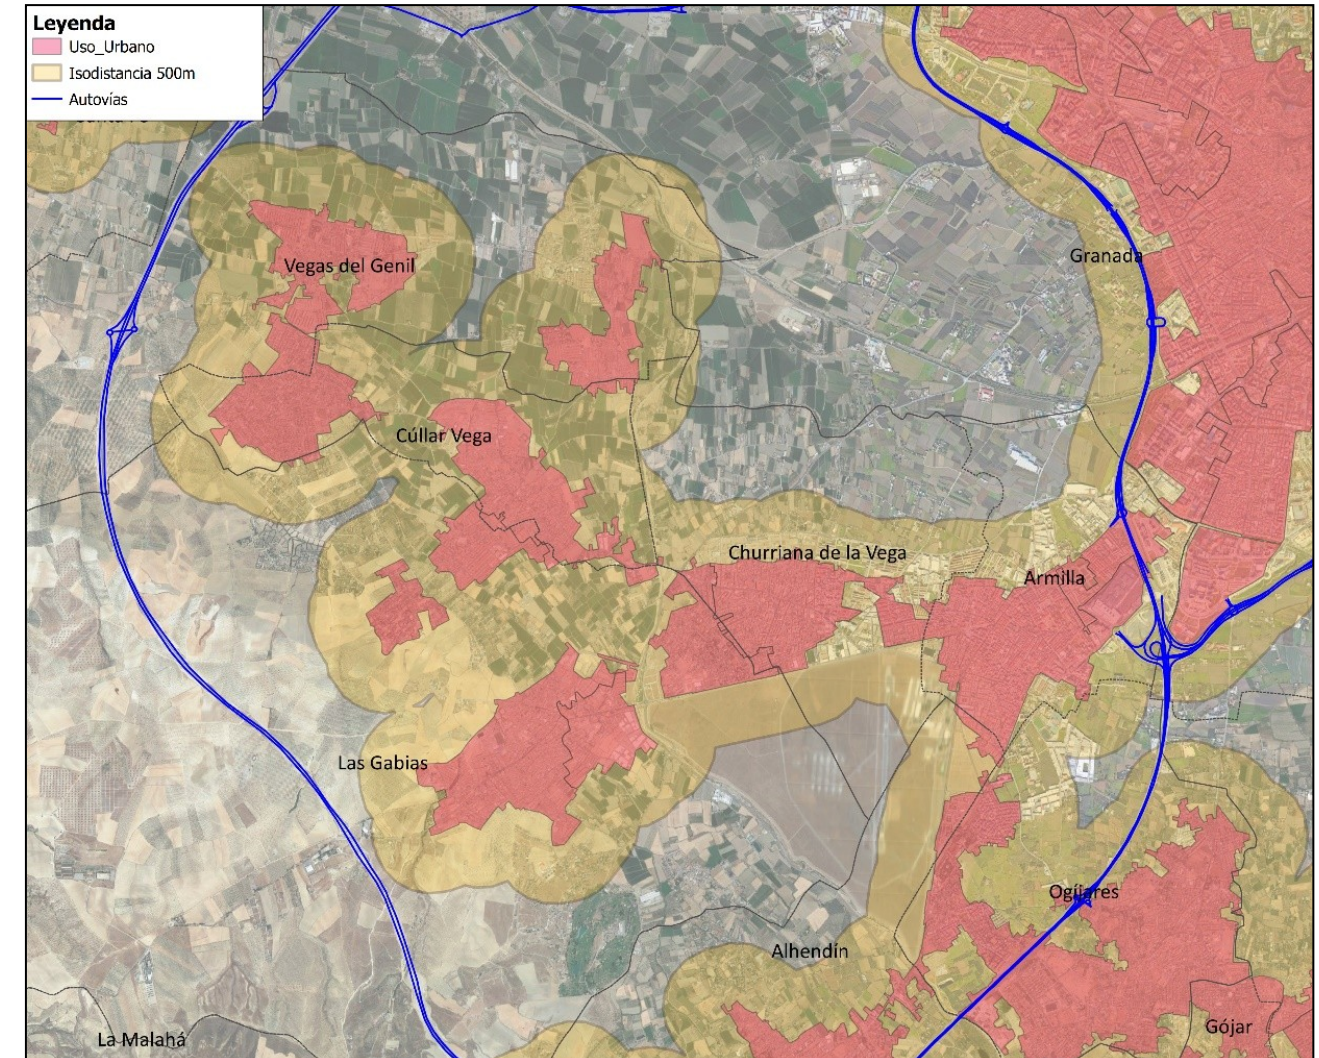 Leyenda
Uso_Urbano
Isodistancia 500m
Autovías
Granada
Vegas del Genil
Cúllar Vega
Churriana de la Vega
Armilla
Las Gabias
Ogíjares
Alhendín
Gójar
La Malahá